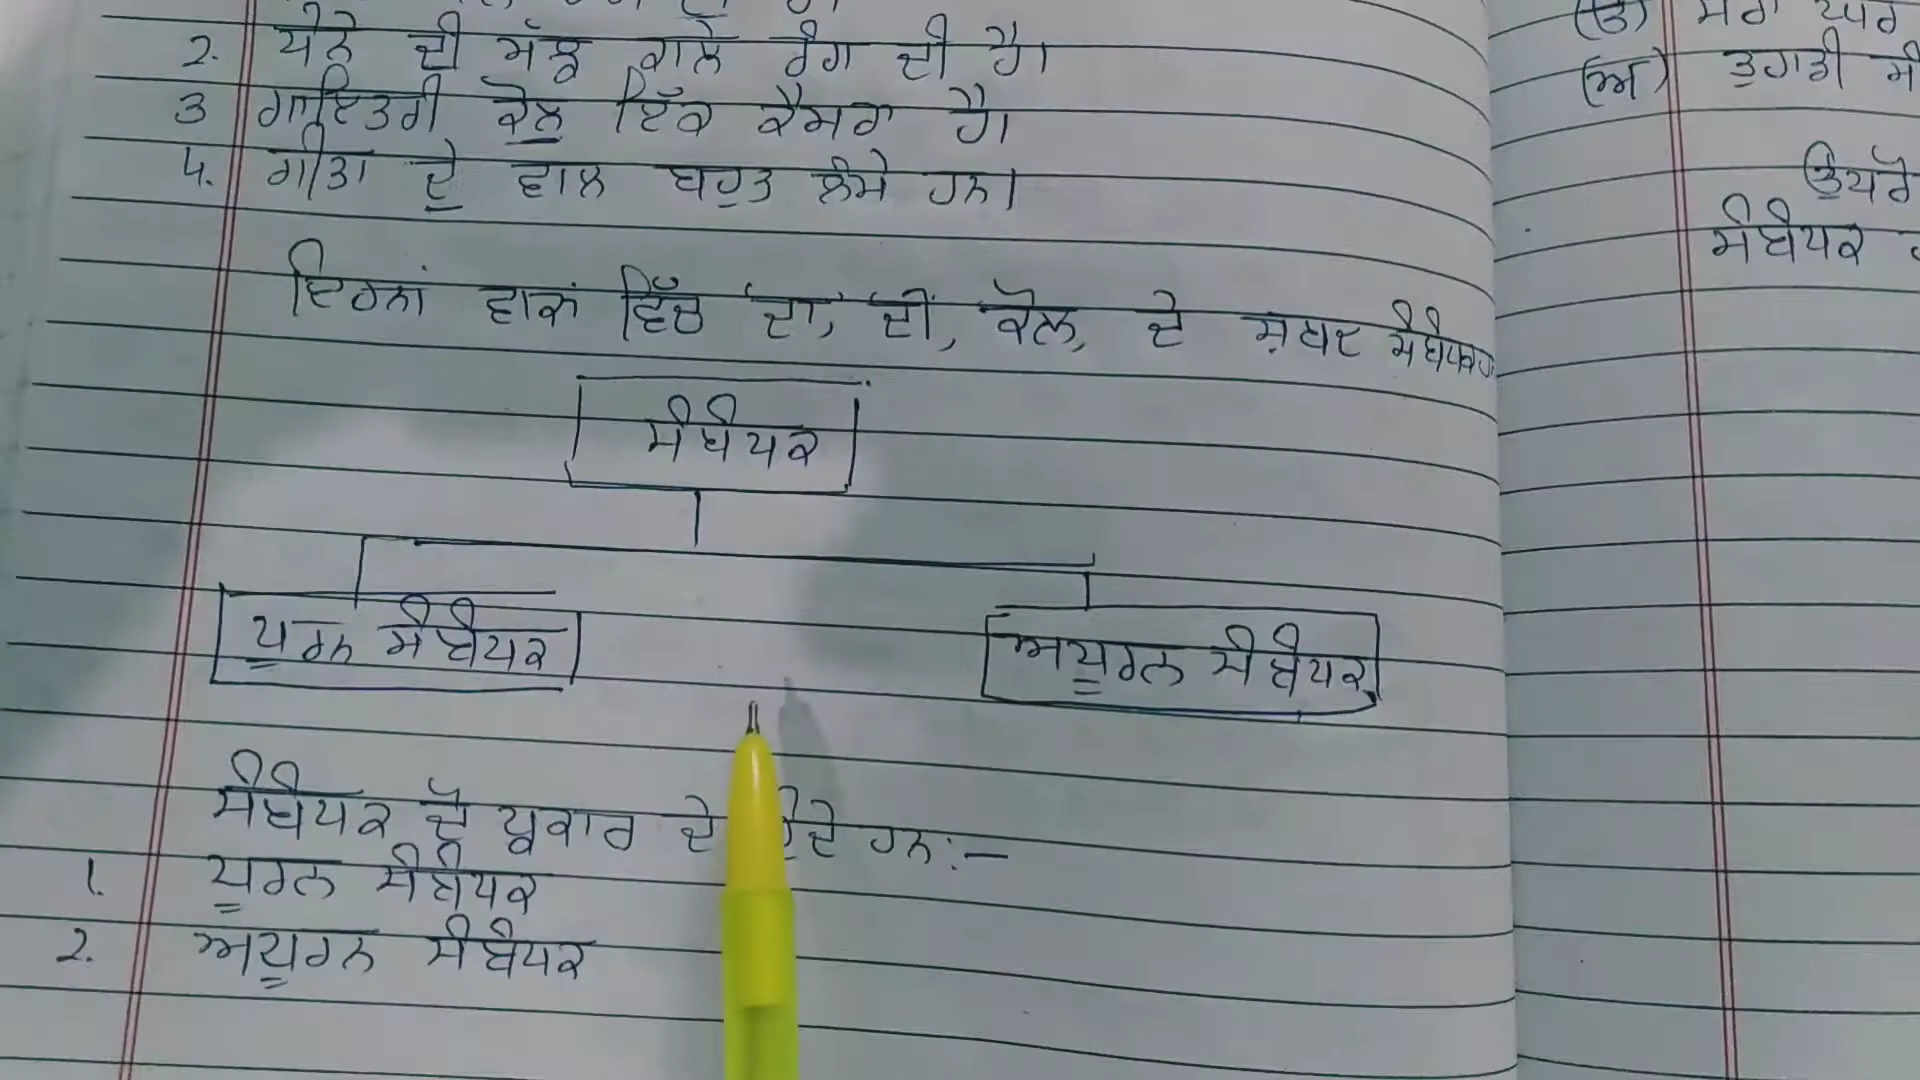 2. ਪੈਨ ਦੀ ਕਾਲੇ ਰੰਗ ਦੀ ਹੈ।
3 ਗਾਇਤਰੀ ਕੋਲ ਇੱਕ ਕੈਮਰਾ ਹੈ।
4. ਗੀਤਾ ਦੇ ਵਾਲ ਬਹੁਤ ਲੰਮੇ ਹਨ।
ਇਹਨਾਂ ਵਾਕਾਂ ਵਿੱਚ 'ਦਾ', 'ਦੀ, ਕੋਲ, ਦੇ ਸ਼ਬਦ ਸੰਬੰਧਕ
ਸੰਬੰਧਕ
ਪੂਰਨ ਸੰਬੰਧਕ
ਅਪੂਰਨ ਸੰਬੰਧਕ
ਸੰਬੰਧਕ ਦੋ ਪ੍ਰਕਾਰ ਦੇ ਹਨ:-
1. ਪੂਰਨ ਸੰਬੰਧਕ
2. ਅਪੂਰਨ ਸੰਬੰਧਕ
(ੳ) ਮੇਰਾ
(ਅ) ਤੁਹਾਡੀ
ਸੰਬੰਧਕ